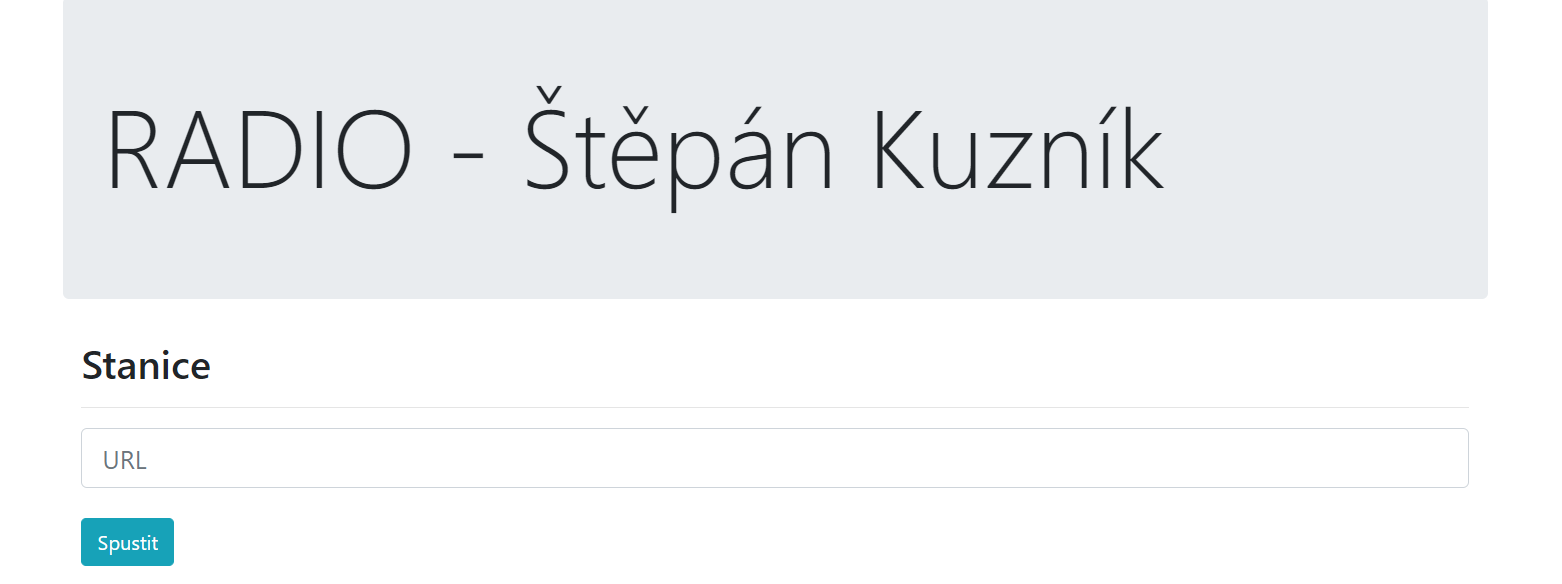 RADIO - Štěpán Kuzník
Stanice
URL
Spustit